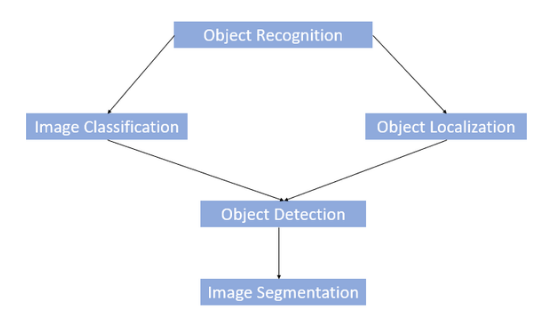 Object Recognition
Image Classification
Object Localization
Object Detection
Image Segmentation